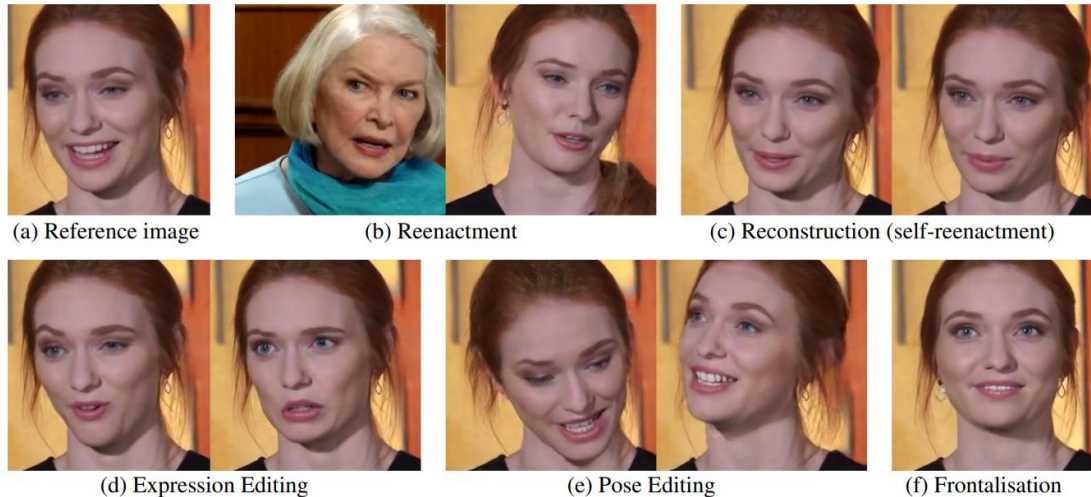 (a) Reference image
(b) Reenactment
(c) Reconstruction (self-reenactment)
(d) Expression Editing
(e) Pose Editing
(f) Frontalisation